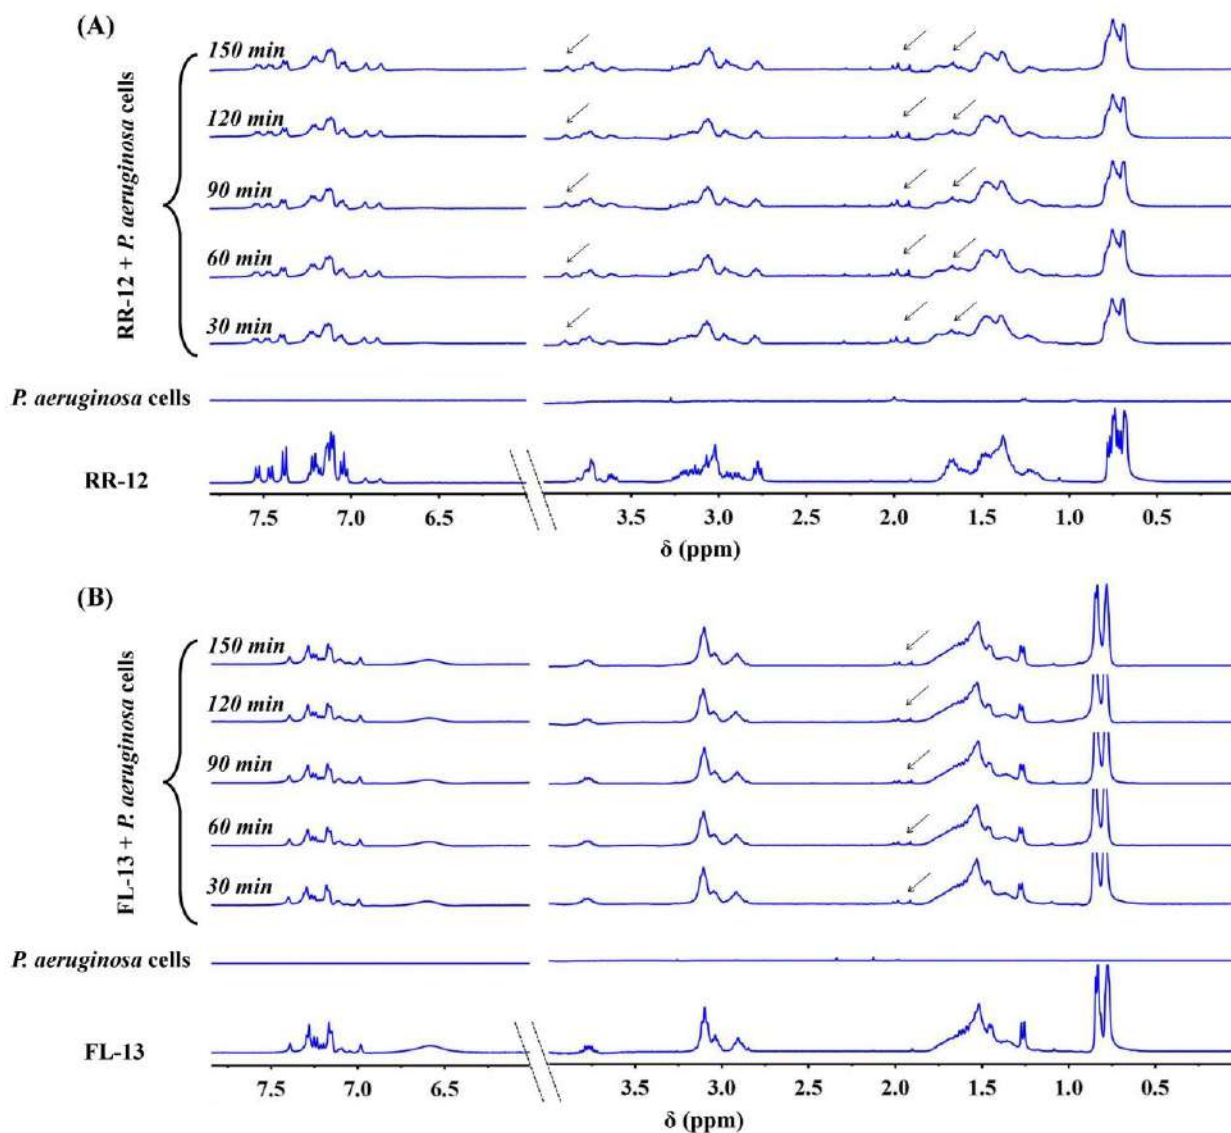 (A)
RR-12 + P. aeruginosa cells
150 min
120 min
90 min
60 min
30 min
P. aeruginosa cells
RR-12
7.5 7.0 6.5 3.5 3.0 2.5 2.0 1.5 1.0 0.5
δ (ppm)
(B)
FL-13 + P. aeruginosa cells
150 min
120 min
90 min
60 min
30 min
P. aeruginosa cells
FL-13
7.5 7.0 6.5 3.5 3.0 2.5 2.0 1.5 1.0 0.5
δ (ppm)